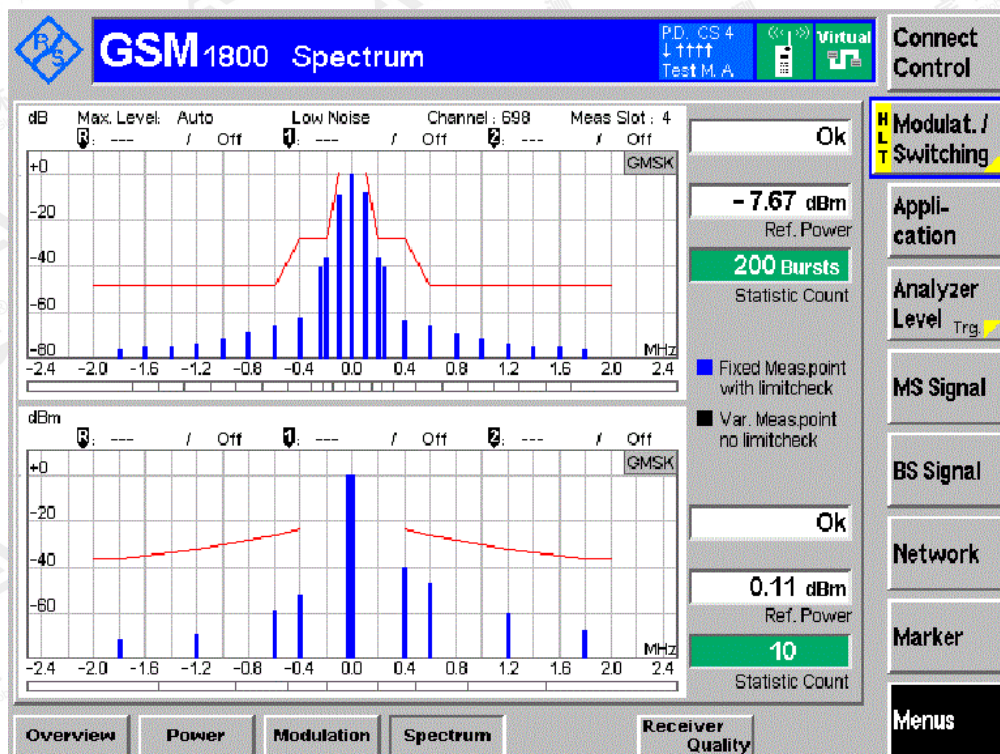 R/S
GSM 1800 Spectrum
P.D. CS 4
↓ ↑↑↑↑
Test M. A
Virtual
Connect
Control
dB Max. Level: Auto Low Noise Channel : 698 Meas Slot : 4
R: --- / Off 1: --- / Off 2: --- / Off
GMSK
+0
-20
-40
-60
-80
MHz
-2.4 -2.0 -1.6 -1.2 -0.8 -0.4 0.0 0.4 0.8 1.2 1.6 2.0 2.4
Ok
-7.67 dBm
Ref. Power
200 Bursts
Statistic Count
Fixed Meas.point
with limitcheck
Var. Meas.point
no limitcheck
dBm
R: --- / Off 1: --- / Off 2: --- / Off
GMSK
+0
-20
-40
-60
MHz
-2.4 -2.0 -1.6 -1.2 -0.8 -0.4 0.0 0.4 0.8 1.2 1.6 2.0 2.4
Ok
0.11 dBm
Ref. Power
10
Statistic Count
HLT
Modulat. /
Switching
Appli-
cation
Analyzer
Level Trg.
MS Signal
BS Signal
Network
Marker
Menus
Overview Power Modulation Spectrum Receiver
Quality